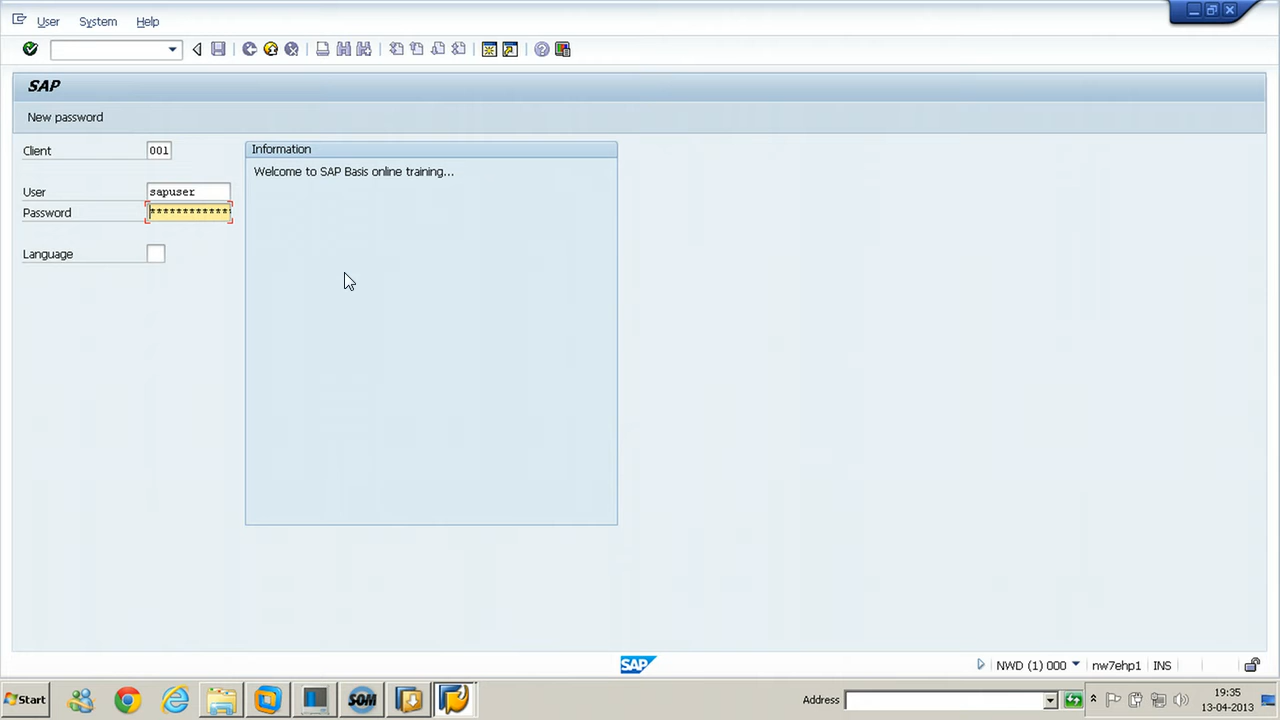 User System Help
SAP
New password
Client 001
Information
Welcome to SAP Basis online training...
User sapuser
Password ************
Language
SAP NWD (1) 000 nw7ehp1 INS
Start SOM Address 19:35
13-04-2013